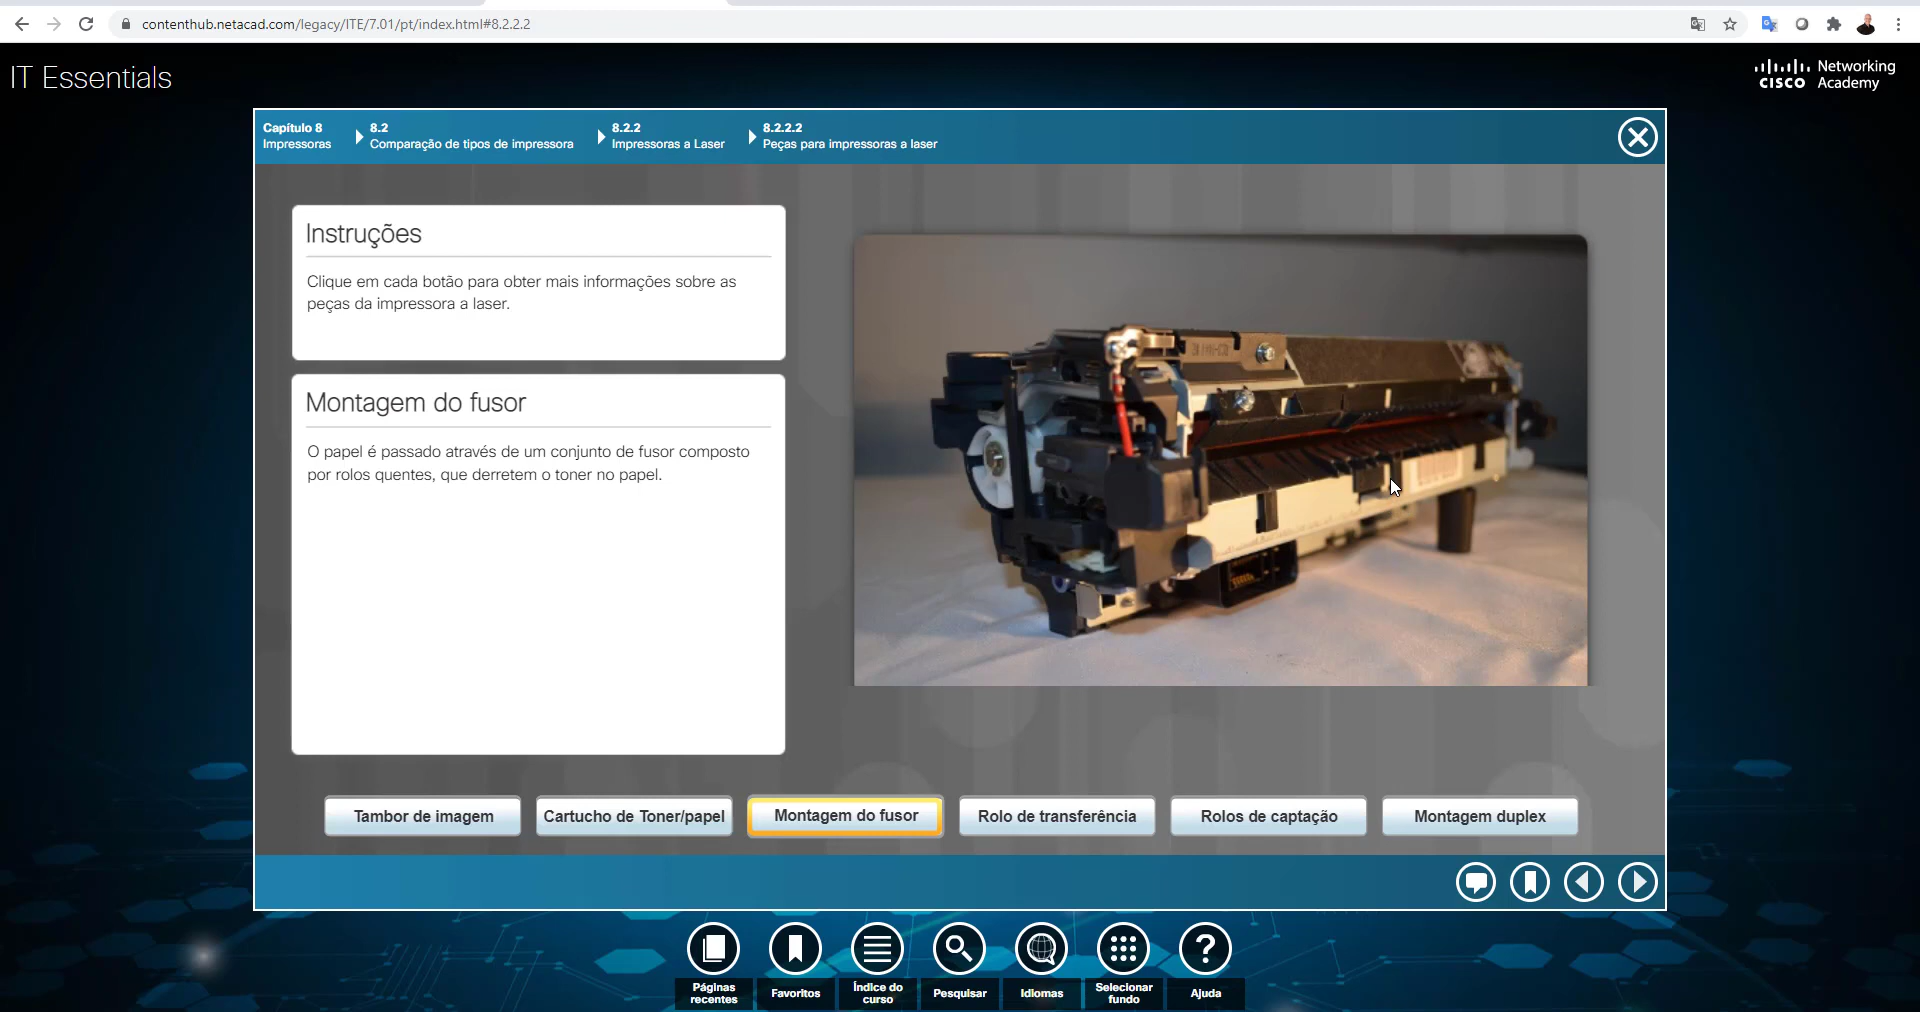 contenthub.netacad.com/legacy/ITE/7.01/pt/index.html#8.2.2.2
IT Essentials
Networking
CISCO Academy
Capítulo 8
Impressoras
8.2
Comparação de tipos de impressora
8.2.2
Impressoras a Laser
8.2.2.2
Peças para impressoras a laser
Instruções
Clique em cada botão para obter mais informações sobre as
peças da impressora a laser.
Montagem do fusor
O papel é passado através de um conjunto de fusor composto
por rolos quentes, que derretem o toner no papel.
Tambor de imagem
Cartucho de Toner/papel
Montagem do fusor
Rolo de transferência
Rolos de captação
Montagem duplex
Páginas
recentes
Favoritos
Índice do
curso
Pesquisar
Idiomas
Selecionar
fundo
Ajuda